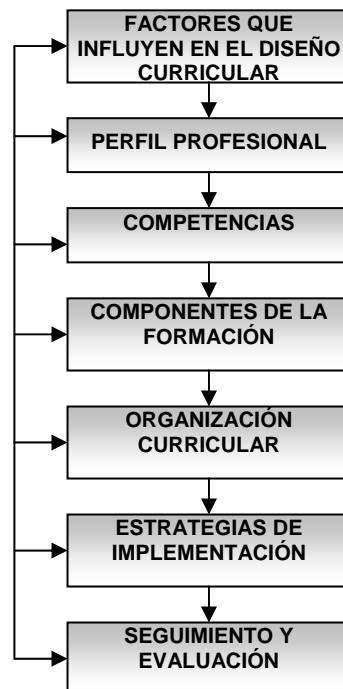 FACTORES QUE
INFLUYEN EN EL DISEÑO
CURRICULAR
PERFIL PROFESIONAL
COMPETENCIAS
COMPONENTES DE LA
FORMACIÓN
ORGANIZACIÓN
CURRICULAR
ESTRATEGIAS DE
IMPLEMENTACIÓN
SEGUIMIENTO Y
EVALUACIÓN